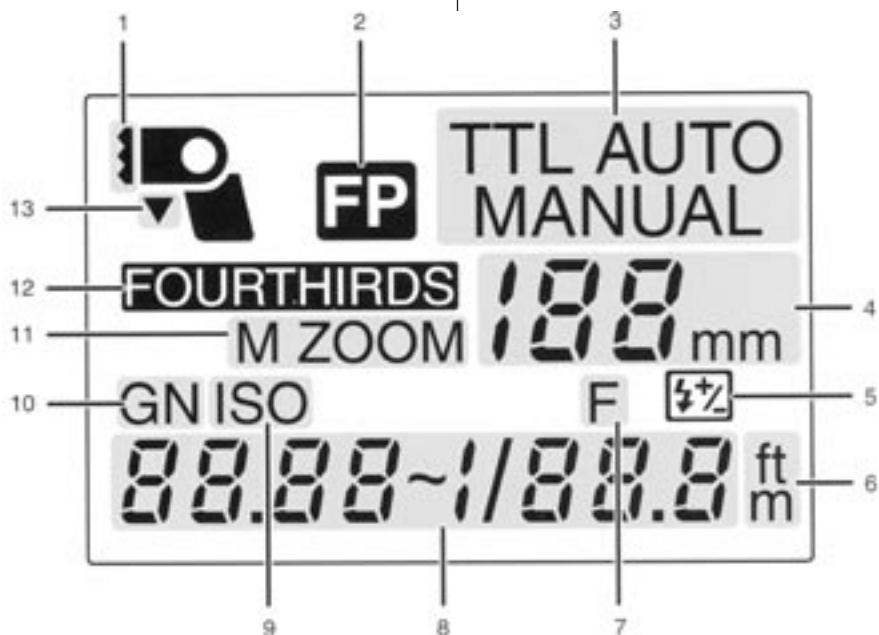 1 2 3
TTL AUTO
MANUAL
FP
13
12 FOURTHIRDS 188 mm 4
11 M ZOOM
10 GN ISO F ⚡+/- 5
88.88~1/88.8 ft m 6
9 8 7